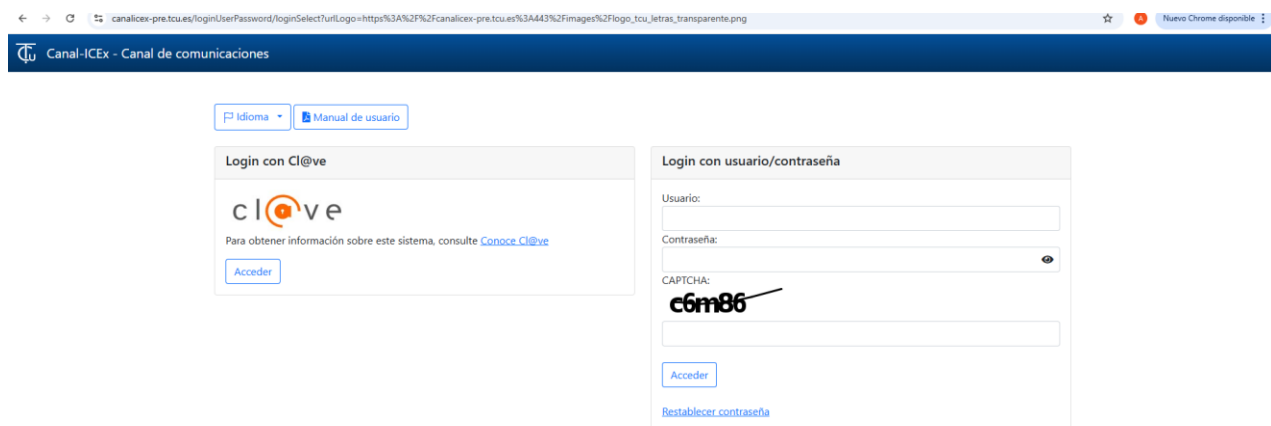 canalicex-pre.tcu.es/loginUserPassword/loginSelect?urlLogo=https%3A%2F%2Fcanalicex-pre.tcu.es%3A443%2Fimages%2Flogo_tcu_letras_transparente.png
A
Nuevo Chrome disponible
TCu Canal-ICEx - Canal de comunicaciones
Idioma
Manual de usuario
Login con Cl@ve
cl@ve
Para obtener información sobre este sistema, consulte Conoce Cl@ve
Acceder
Login con usuario/contraseña
Usuario:
Contraseña:
CAPTCHA:
c6m86
Acceder
Restablecer contraseña